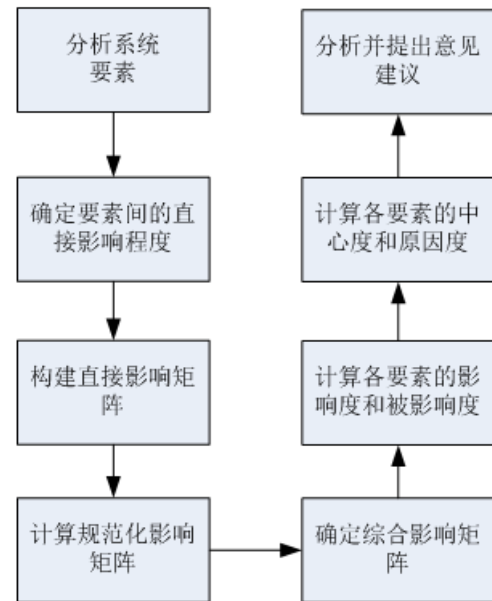 分析系统
要素
确定要素间的直
接影响程度
构建直接影响矩
阵
计算规范化影响
矩阵
确定综合影响矩
阵
计算各要素的影
响度和被影响度
计算各要素的中
心度和原因度
分析并提出意见
建议